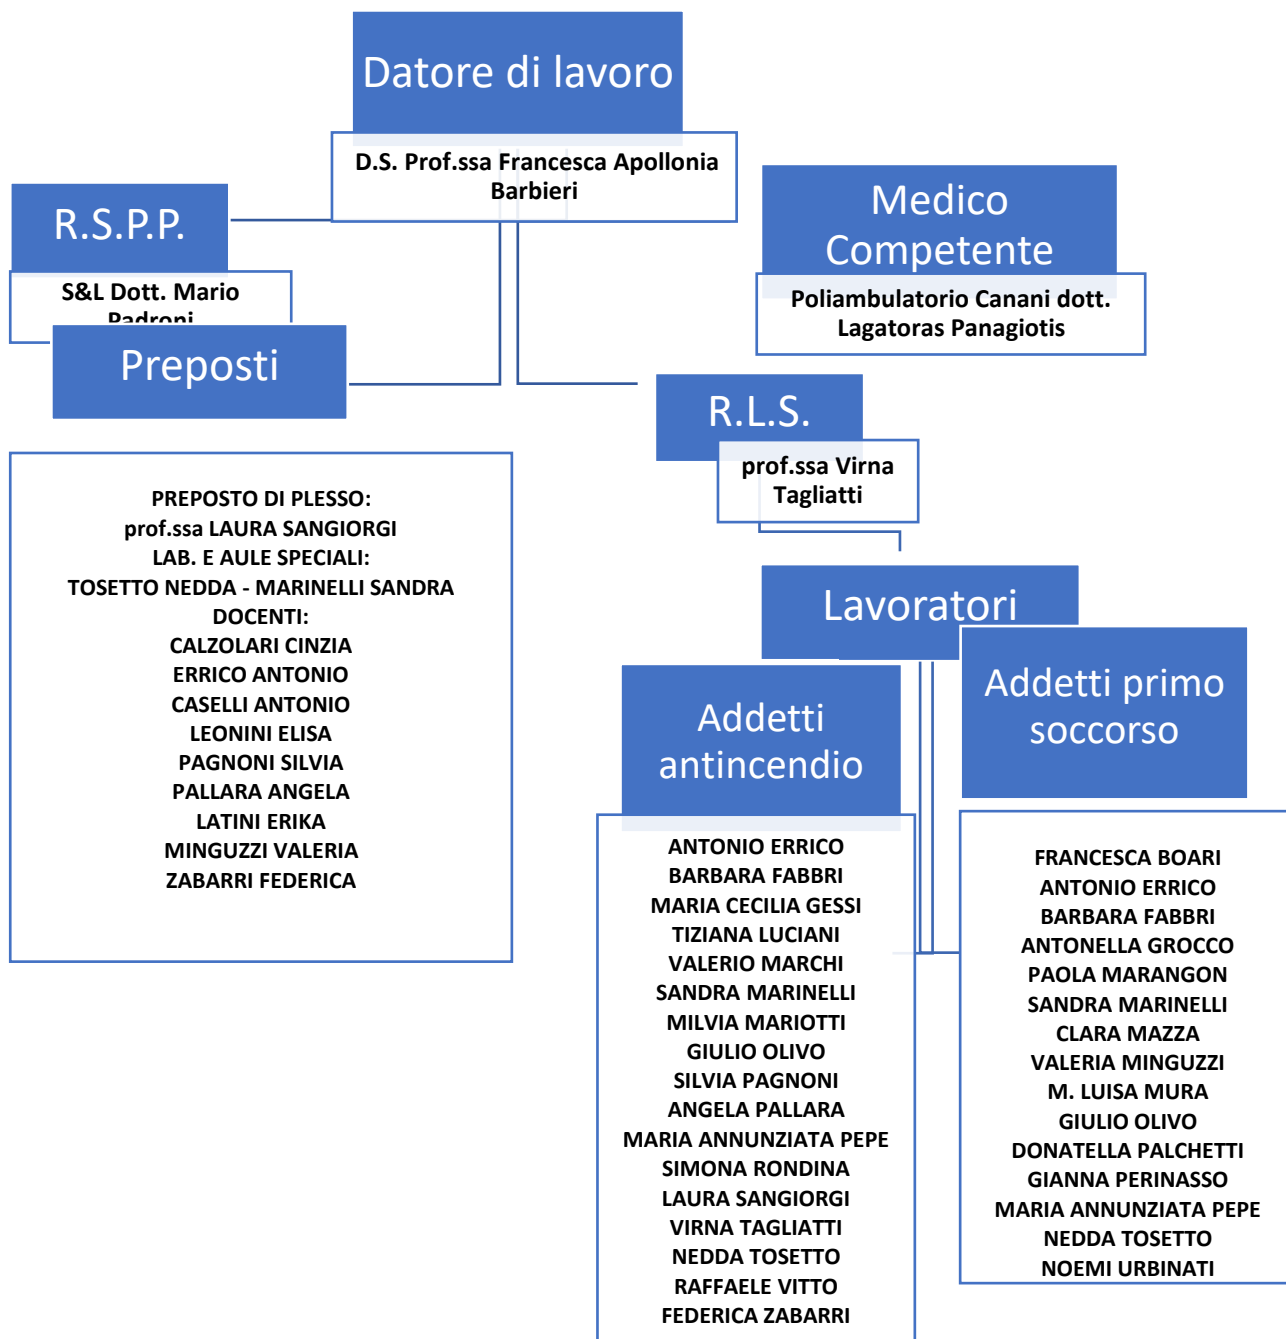 Datore di lavoro
D.S. Prof.ssa Francesca Apollonia
Barbieri
R.S.P.P.
S&L Dott. Mario
Padroni
Medico
Competente
Poliambulatorio Canani dott.
Lagatoras Panagiotis
Preposti
PREPOSTO DI PLESSO:
prof.ssa LAURA SANGIORGI
LAB. E AULE SPECIALI:
TOSETTO NEDDA - MARINELLI SANDRA
DOCENTI:
CALZOLARI CINZIA
ERRICO ANTONIO
CASELLI ANTONIO
LEONINI ELISA
PAGNONI SILVIA
PALLARA ANGELA
LATINI ERIKA
MINGUZZI VALERIA
ZABARRI FEDERICA
R.L.S.
prof.ssa Virna
Tagliatti
Lavoratori
Addetti
antincendio
ANTONIO ERRICO
BARBARA FABBRI
MARIA CECILIA GESSI
TIZIANA LUCIANI
VALERIO MARCHI
SANDRA MARINELLI
MILVIA MARIOTTI
GIULIO OLIVO
SILVIA PAGNONI
ANGELA PALLARA
MARIA ANNUNZIATA PEPE
SIMONA RONDINA
LAURA SANGIORGI
VIRNA TAGLIATTI
NEDDA TOSETTO
RAFFAELE VITTO
FEDERICA ZABARRI
Addetti primo
soccorso
FRANCESCA BOARI
ANTONIO ERRICO
BARBARA FABBRI
ANTONELLA GROCCO
PAOLA MARANGON
SANDRA MARINELLI
CLARA MAZZA
VALERIA MINGUZZI
M. LUISA MURA
GIULIO OLIVO
DONATELLA PALCHETTI
GIANNA PERINASSO
MARIA ANNUNZIATA PEPE
NEDDA TOSETTO
NOEMI URBINATI